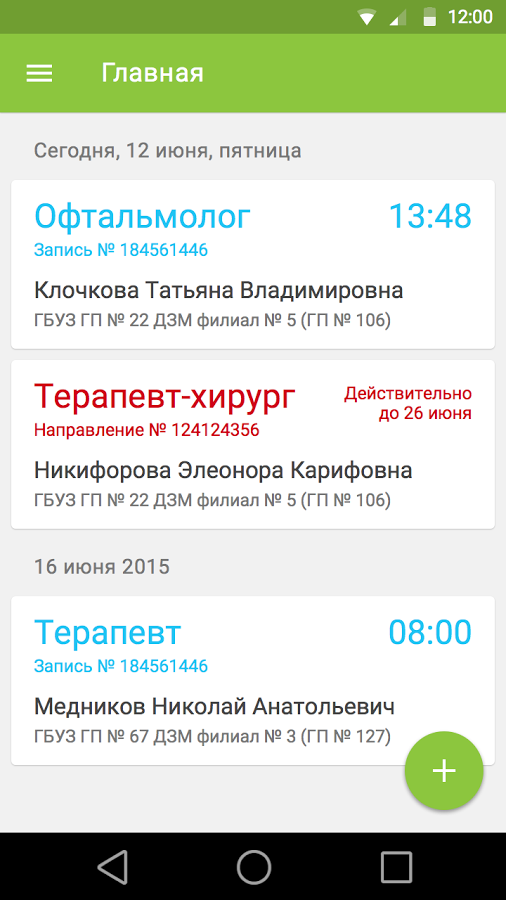 12:00
Главная
Сегодня, 12 июня, пятница
Офтальмолог 13:48
Запись № 184561446
Клочкова Татьяна Владимировна
ГБУЗ ГП № 22 ДЗМ филиал № 5 (ГП № 106)
Терапевт-хирург Действительно
до 26 июня
Направление № 124124356
Никифорова Элеонора Карифовна
ГБУЗ ГП № 22 ДЗМ филиал № 5 (ГП № 106)
16 июня 2015
Терапевт 08:00
Запись № 184561446
Медников Николай Анатольевич
ГБУЗ ГП № 67 ДЗМ филиал № 3 (ГП № 127)
+